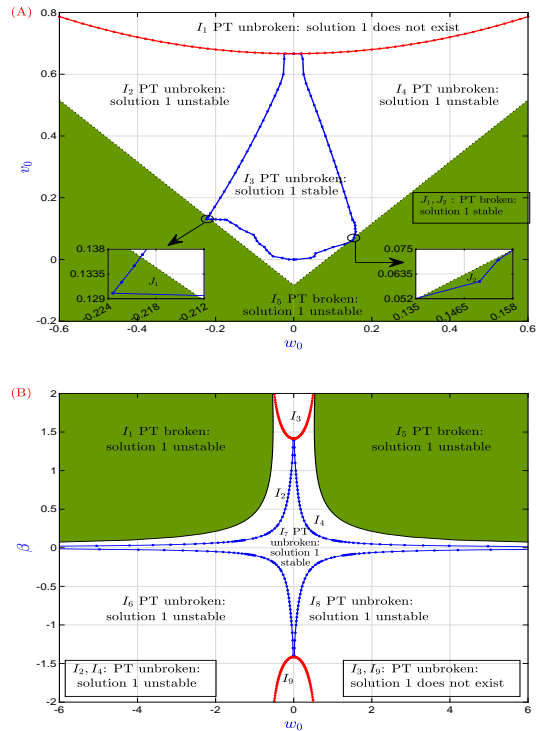 (A)
I1 PT unbroken: solution 1 does not exist
I2 PT unbroken:
solution 1 unstable
I4 PT unbroken:
solution 1 unstable
I3 PT unbroken:
solution 1 stable
J1, J2 : PT broken:
solution 1 stable
I5 PT broken:
solution 1 unstable
0.8
0.6
0.4
0.2
0
-0.2
v0
-0.6
-0.4
-0.2
0
0.2
0.4
0.6
w0
0.138
0.1335
0.129
J1
-0.224
-0.218
-0.212
0.075
0.0635
0.052
0.135
0.1465
0.158
(B)
2
1.5
1
0.5
0
-0.5
-1
-1.5
-2
β
I1 PT broken:
solution 1 unstable
I3
I5 PT broken:
solution 1 unstable
I2
I4
I7 PT
unbroken:
solution 1
stable
I6 PT unbroken:
solution 1 unstable
I8 PT unbroken:
solution 1 unstable
I2, I4: PT unbroken:
solution 1 unstable
I9
I3, I9: PT unbroken:
solution 1 does not exist
-6
-4
-2
0
2
4
6
w0